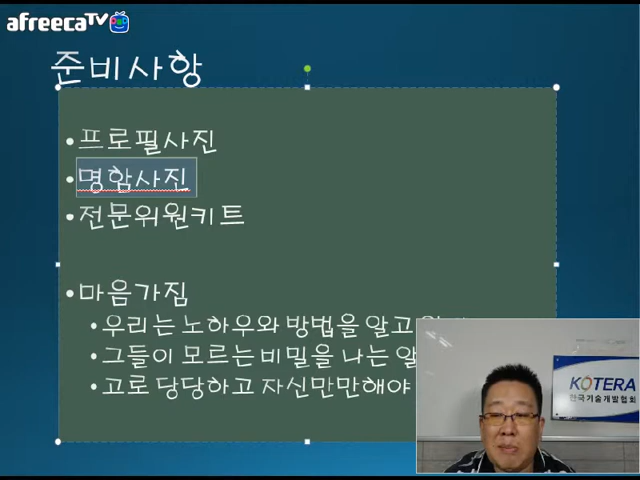 afreecaTV
준비사항
•프로필사진
•명함사진
•전문위원키트
•마음가짐
•우리는 노하우와 방법을 알고
•그들이 모르는 비밀을 나는
•고로 당당하고 자신만만해야
KOTERA
한국기술개발협회